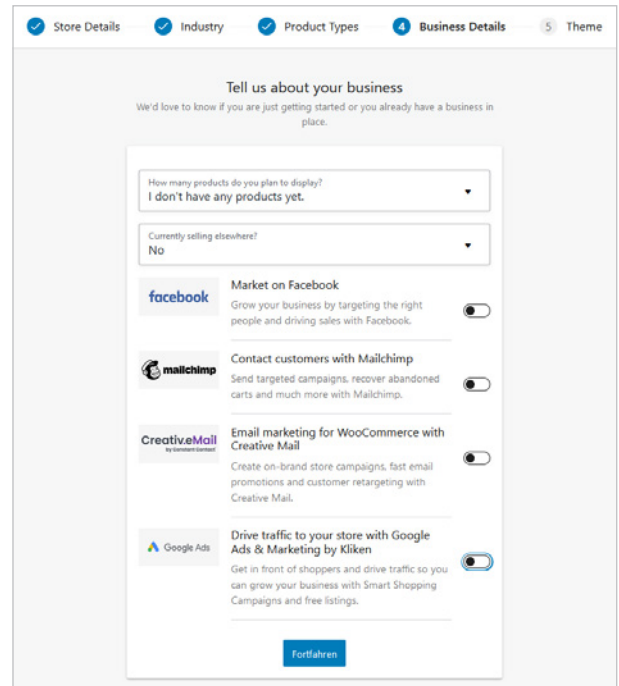 Store Details Industry Product Types 4 Business Details 5 Theme
Tell us about your business
We'd love to know if you are just getting started or you already have a business in
place.
How many products do you plan to display?
I don't have any products yet.
Currently selling elsewhere?
No
facebook
Market on Facebook
Grow your business by targeting the right
people and driving sales with Facebook.
mailchimp
Contact customers with Mailchimp
Send targeted campaigns, recover abandoned
carts and much more with Mailchimp.
Creativ.eMail
by Constant Contact
Email marketing for WooCommerce with
Creative Mail
Create on-brand store campaigns, fast email
promotions and customer retargeting with
Creative Mail.
Google Ads
Drive traffic to your store with Google
Ads & Marketing by Kliken
Get in front of shoppers and drive traffic so you
can grow your business with Smart Shopping
Campaigns and free listings.
Fortfahren